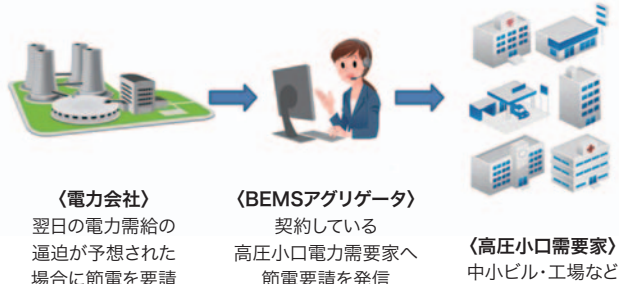 〈電力会社〉
翌日の電力需給の
逼迫が予想された
場合に節電を要請
〈BEMSアグリゲータ〉
契約している
高圧小口電力需要家へ
節電要請を発信
〈高圧小口需要家〉
中小ビル・工場など